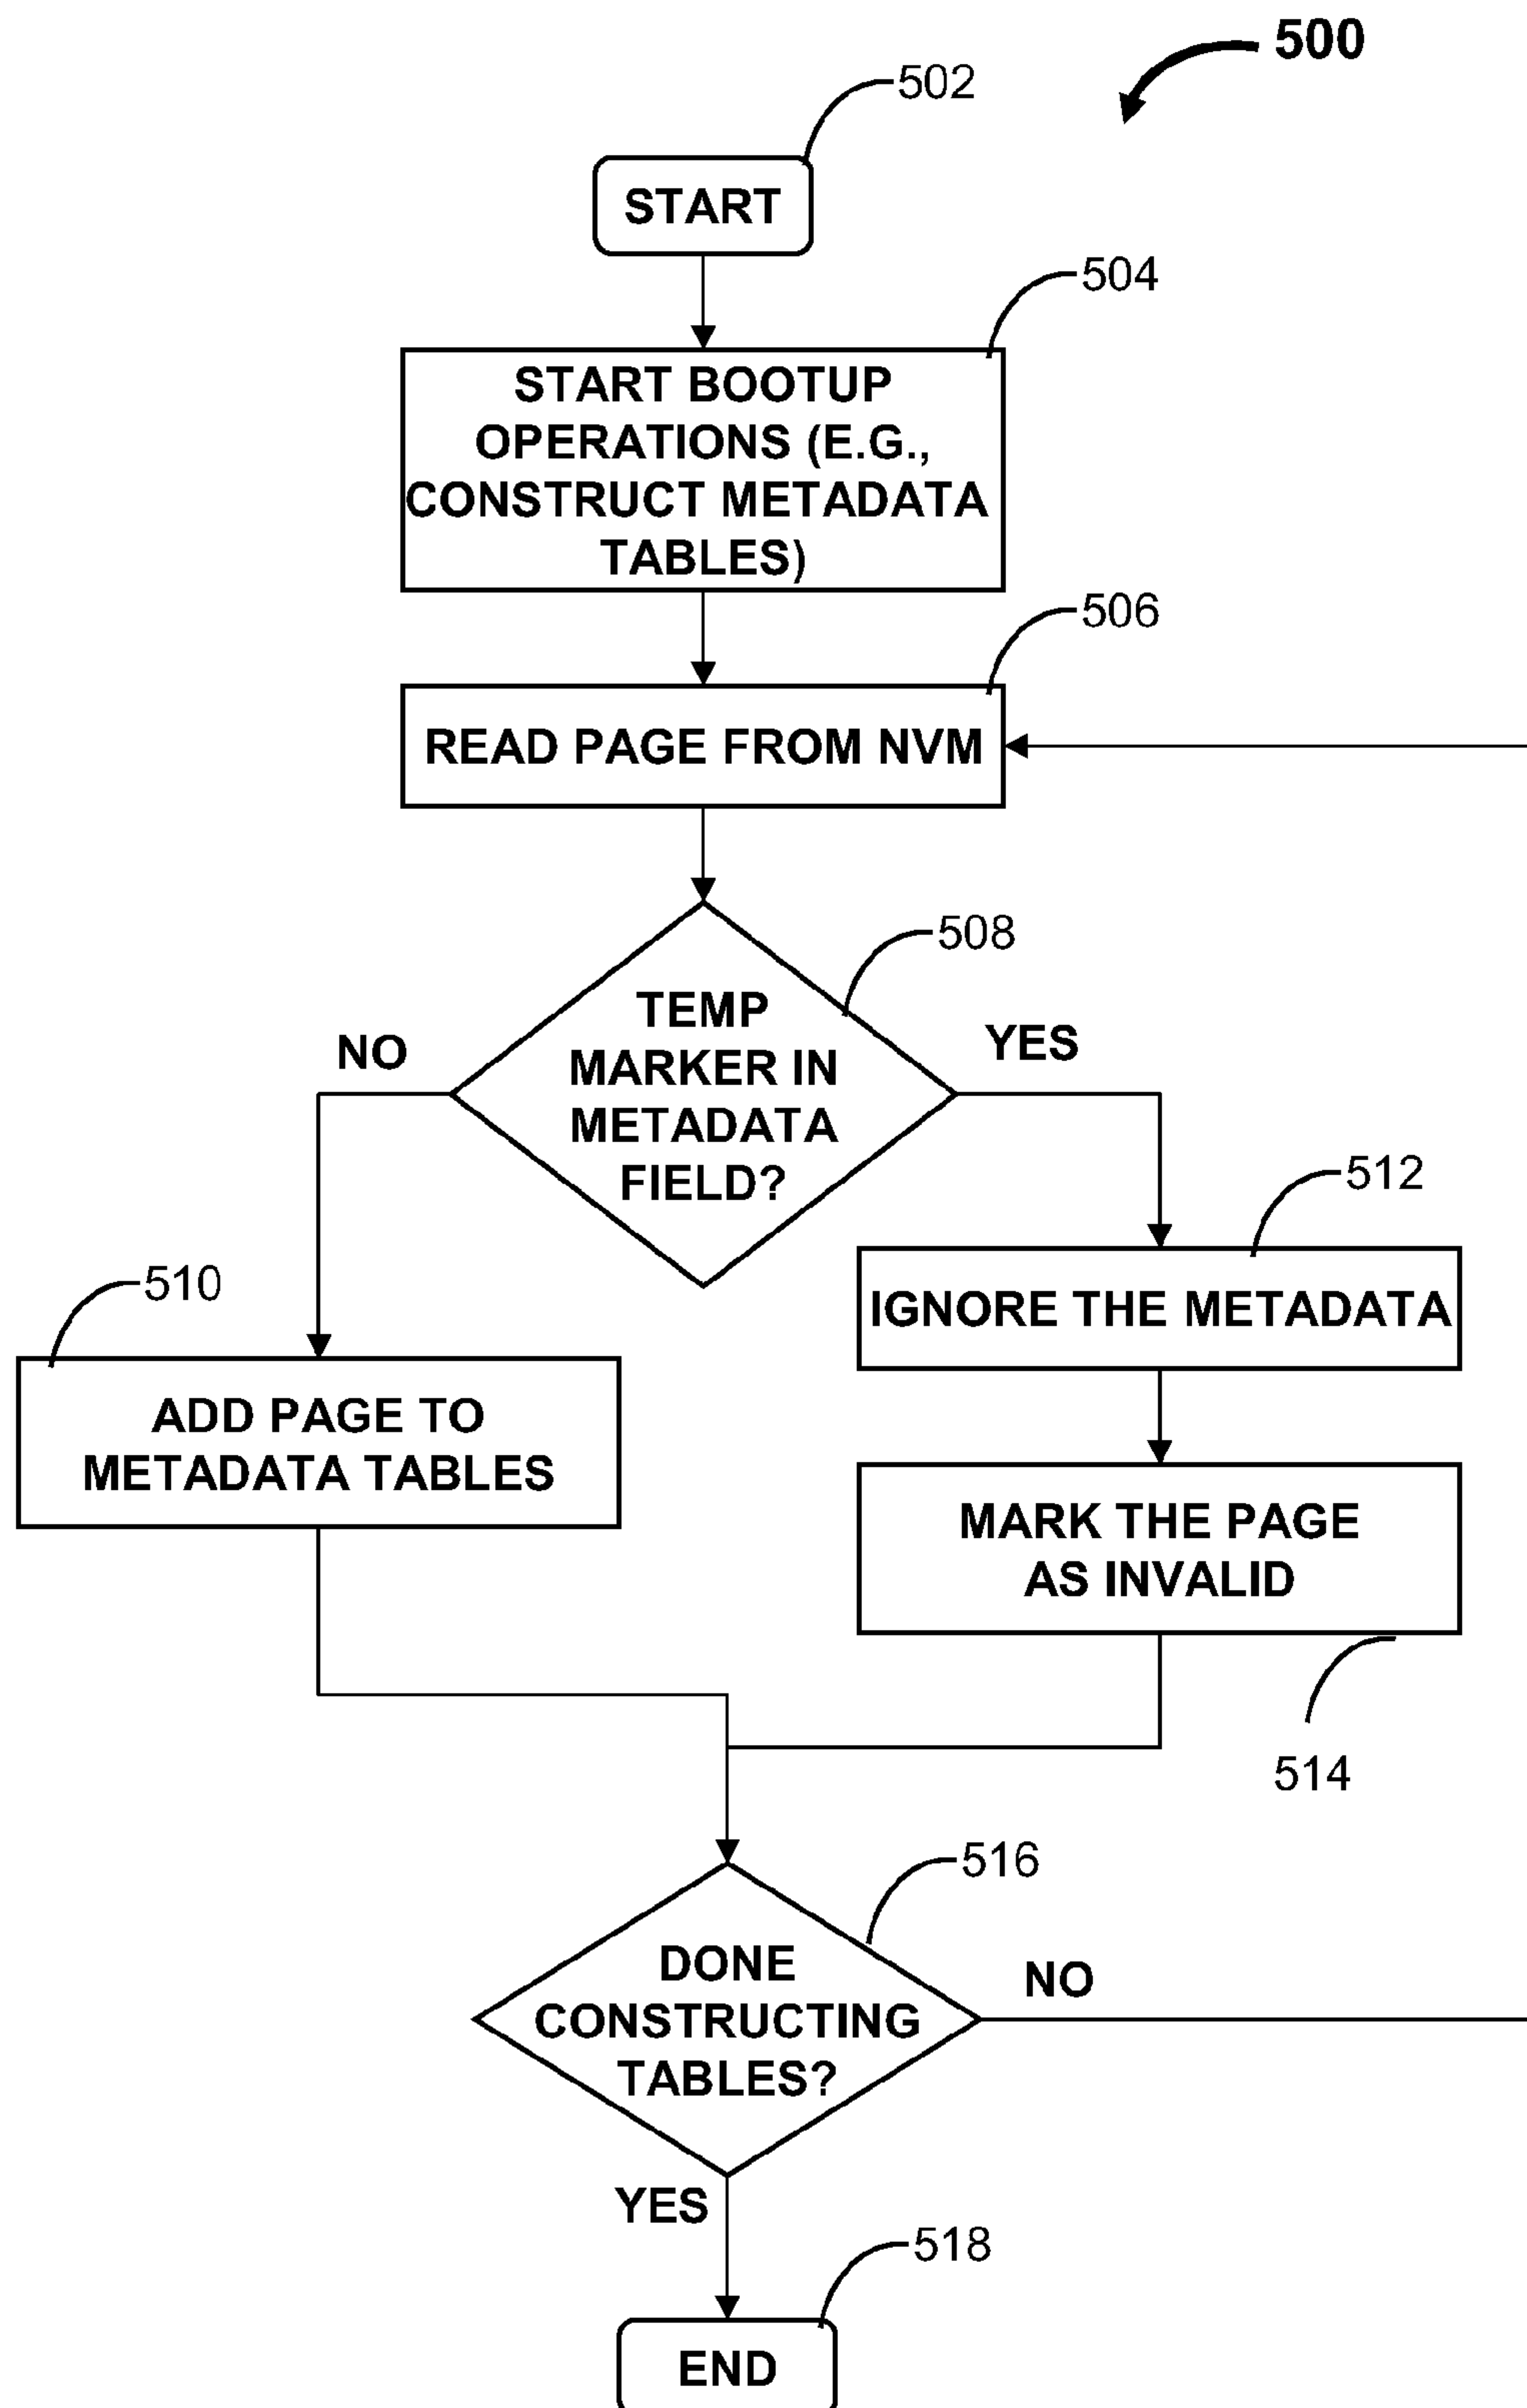 500
502
START
504
START BOOTUP
OPERATIONS (E.G.,
CONSTRUCT METADATA
TABLES)
506
READ PAGE FROM NVM
508
TEMP
MARKER IN
METADATA
FIELD?
NO
YES
512
IGNORE THE METADATA
510
ADD PAGE TO
METADATA TABLES
MARK THE PAGE
AS INVALID
514
516
DONE
CONSTRUCTING
TABLES?
NO
YES
518
END